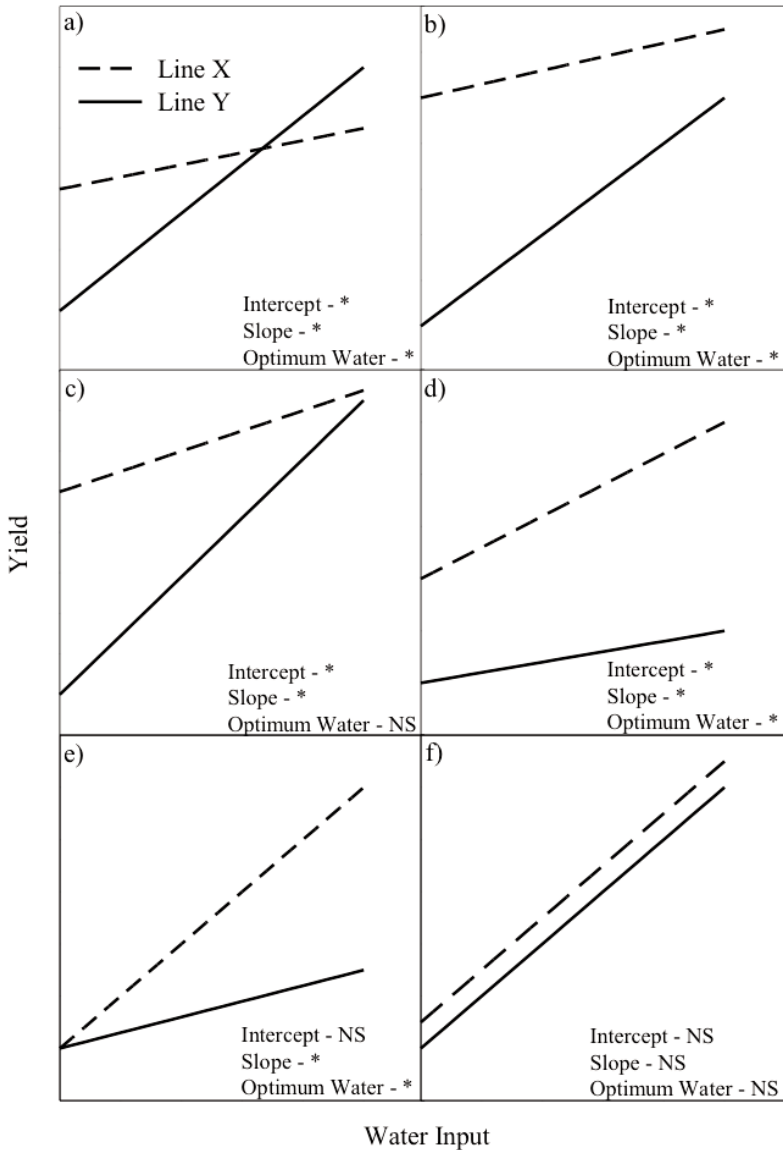 a)
Line X
Line Y
Intercept - *
Slope - *
Optimum Water - *
b)
Intercept - *
Slope - *
Optimum Water - *
c)
Intercept - *
Slope - *
Optimum Water - NS
d)
Intercept - *
Slope - *
Optimum Water - *
e)
Intercept - NS
Slope - *
Optimum Water - *
f)
Intercept - NS
Slope - NS
Optimum Water - NS
Yield
Water Input